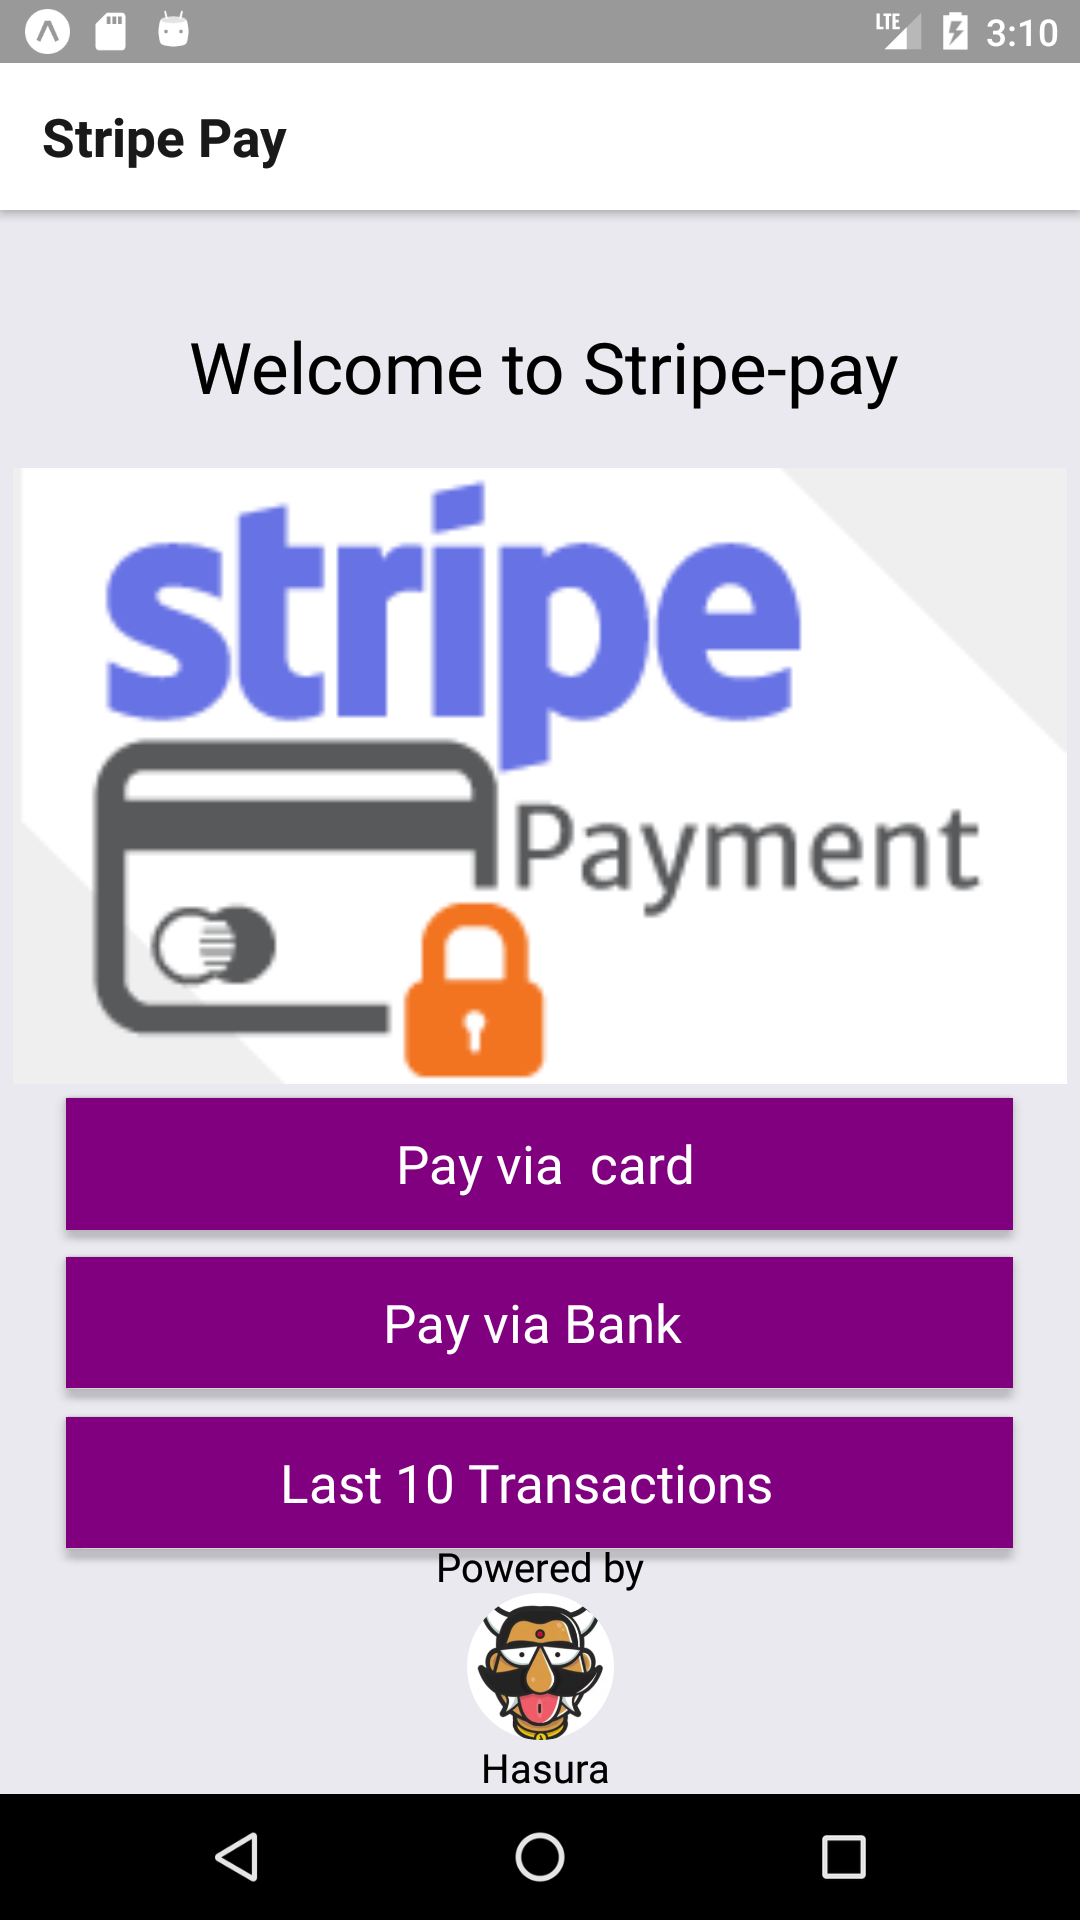 LTE 3:10
Stripe Pay
Welcome to Stripe-pay
stripe
Payment
Pay via  card
Pay via Bank
Last 10 Transactions
Powered by
Hasura